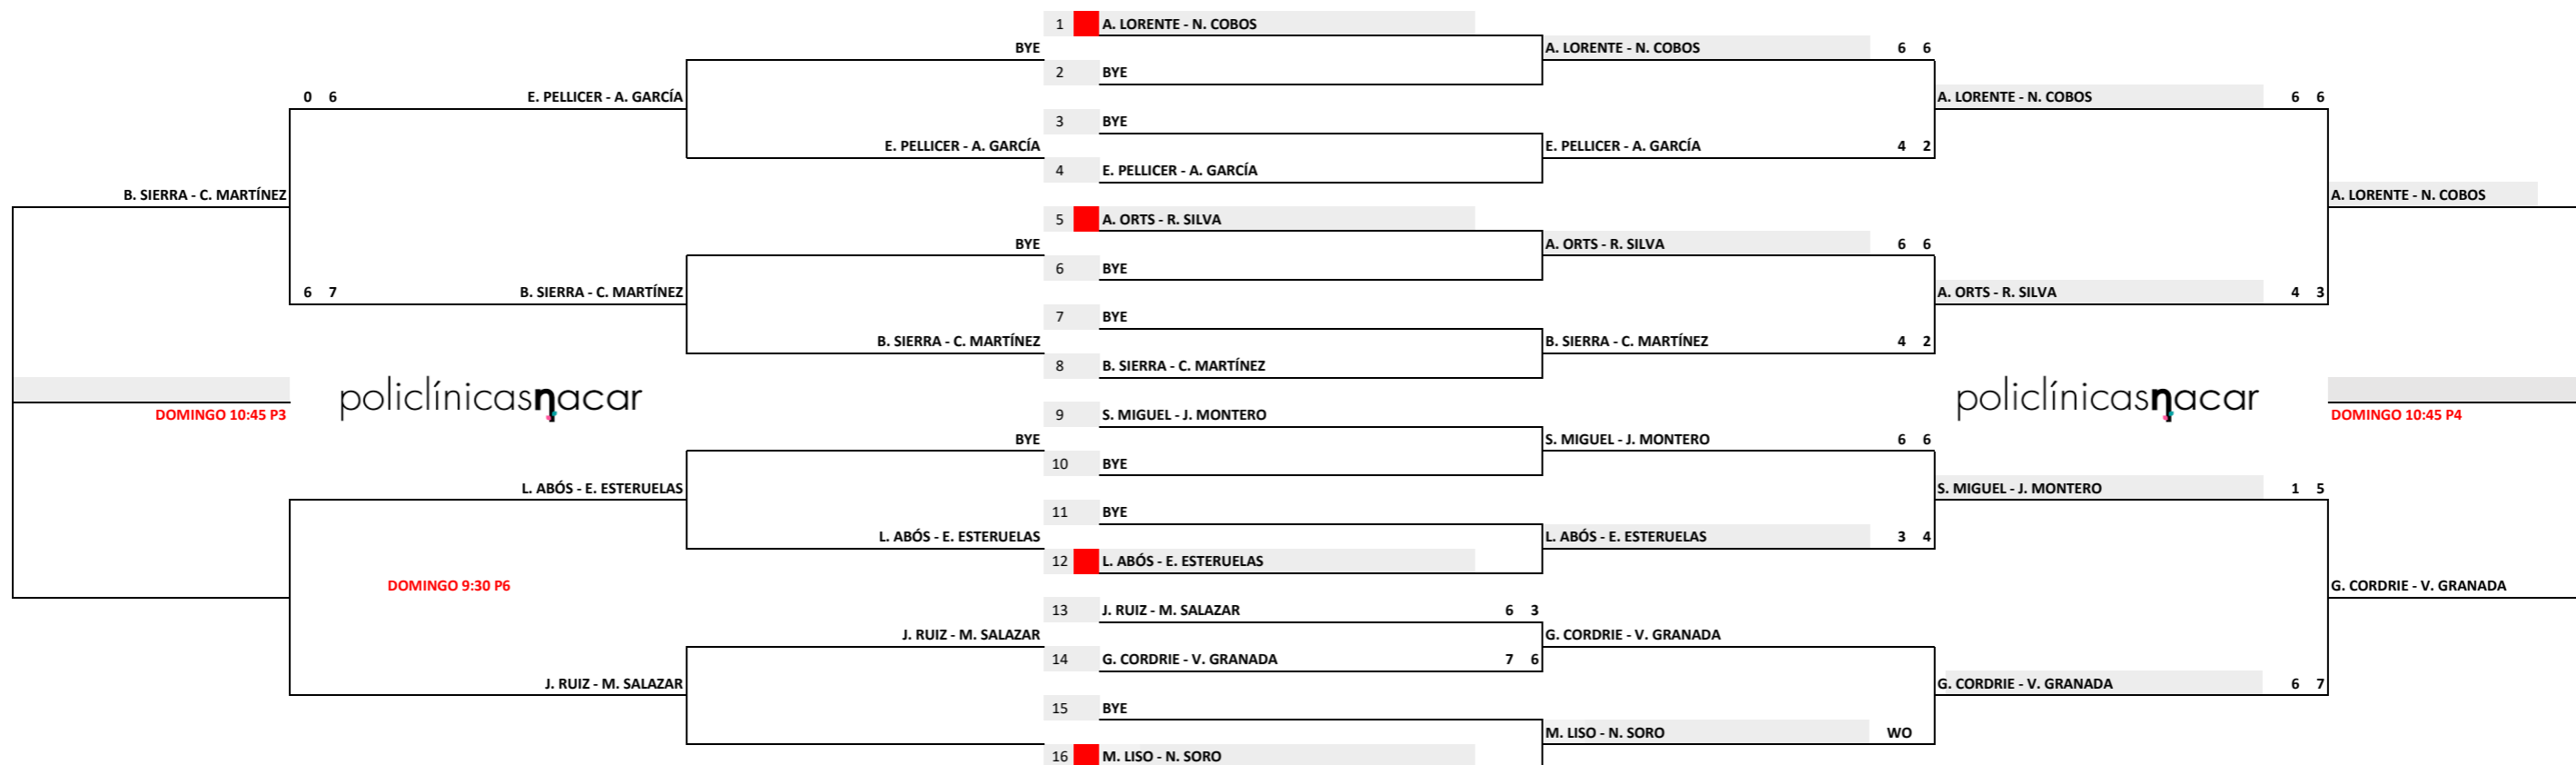 1 A. LORENTE - N. COBOS
BYE A. LORENTE - N. COBOS 6 6
2 BYE
0 6 E. PELLICER - A. GARCÍA A. LORENTE - N. COBOS 6 6
3 BYE
E. PELLICER - A. GARCÍA E. PELLICER - A. GARCÍA 4 2
4 E. PELLICER - A. GARCÍA
B. SIERRA - C. MARTÍNEZ A. LORENTE - N. COBOS
5 A. ORTS - R. SILVA
BYE A. ORTS - R. SILVA 6 6
6 BYE
6 7 B. SIERRA - C. MARTÍNEZ A. ORTS - R. SILVA 4 3
7 BYE
B. SIERRA - C. MARTÍNEZ B. SIERRA - C. MARTÍNEZ 4 2
8 B. SIERRA - C. MARTÍNEZ
policlínicasnacar policlínicasnacar
DOMINGO 10:45 P3 9 S. MIGUEL - J. MONTERO DOMINGO 10:45 P4
BYE S. MIGUEL - J. MONTERO 6 6
10 BYE
L. ABÓS - E. ESTERUELAS S. MIGUEL - J. MONTERO 1 5
11 BYE
L. ABÓS - E. ESTERUELAS L. ABÓS - E. ESTERUELAS 3 4
12 L. ABÓS - E. ESTERUELAS
DOMINGO 9:30 P6 G. CORDRIE - V. GRANADA
13 J. RUIZ - M. SALAZAR 6 3
J. RUIZ - M. SALAZAR G. CORDRIE - V. GRANADA
14 G. CORDRIE - V. GRANADA 7 6
J. RUIZ - M. SALAZAR G. CORDRIE - V. GRANADA 6 7
15 BYE
M. LISO - N. SORO WO
16 M. LISO - N. SORO